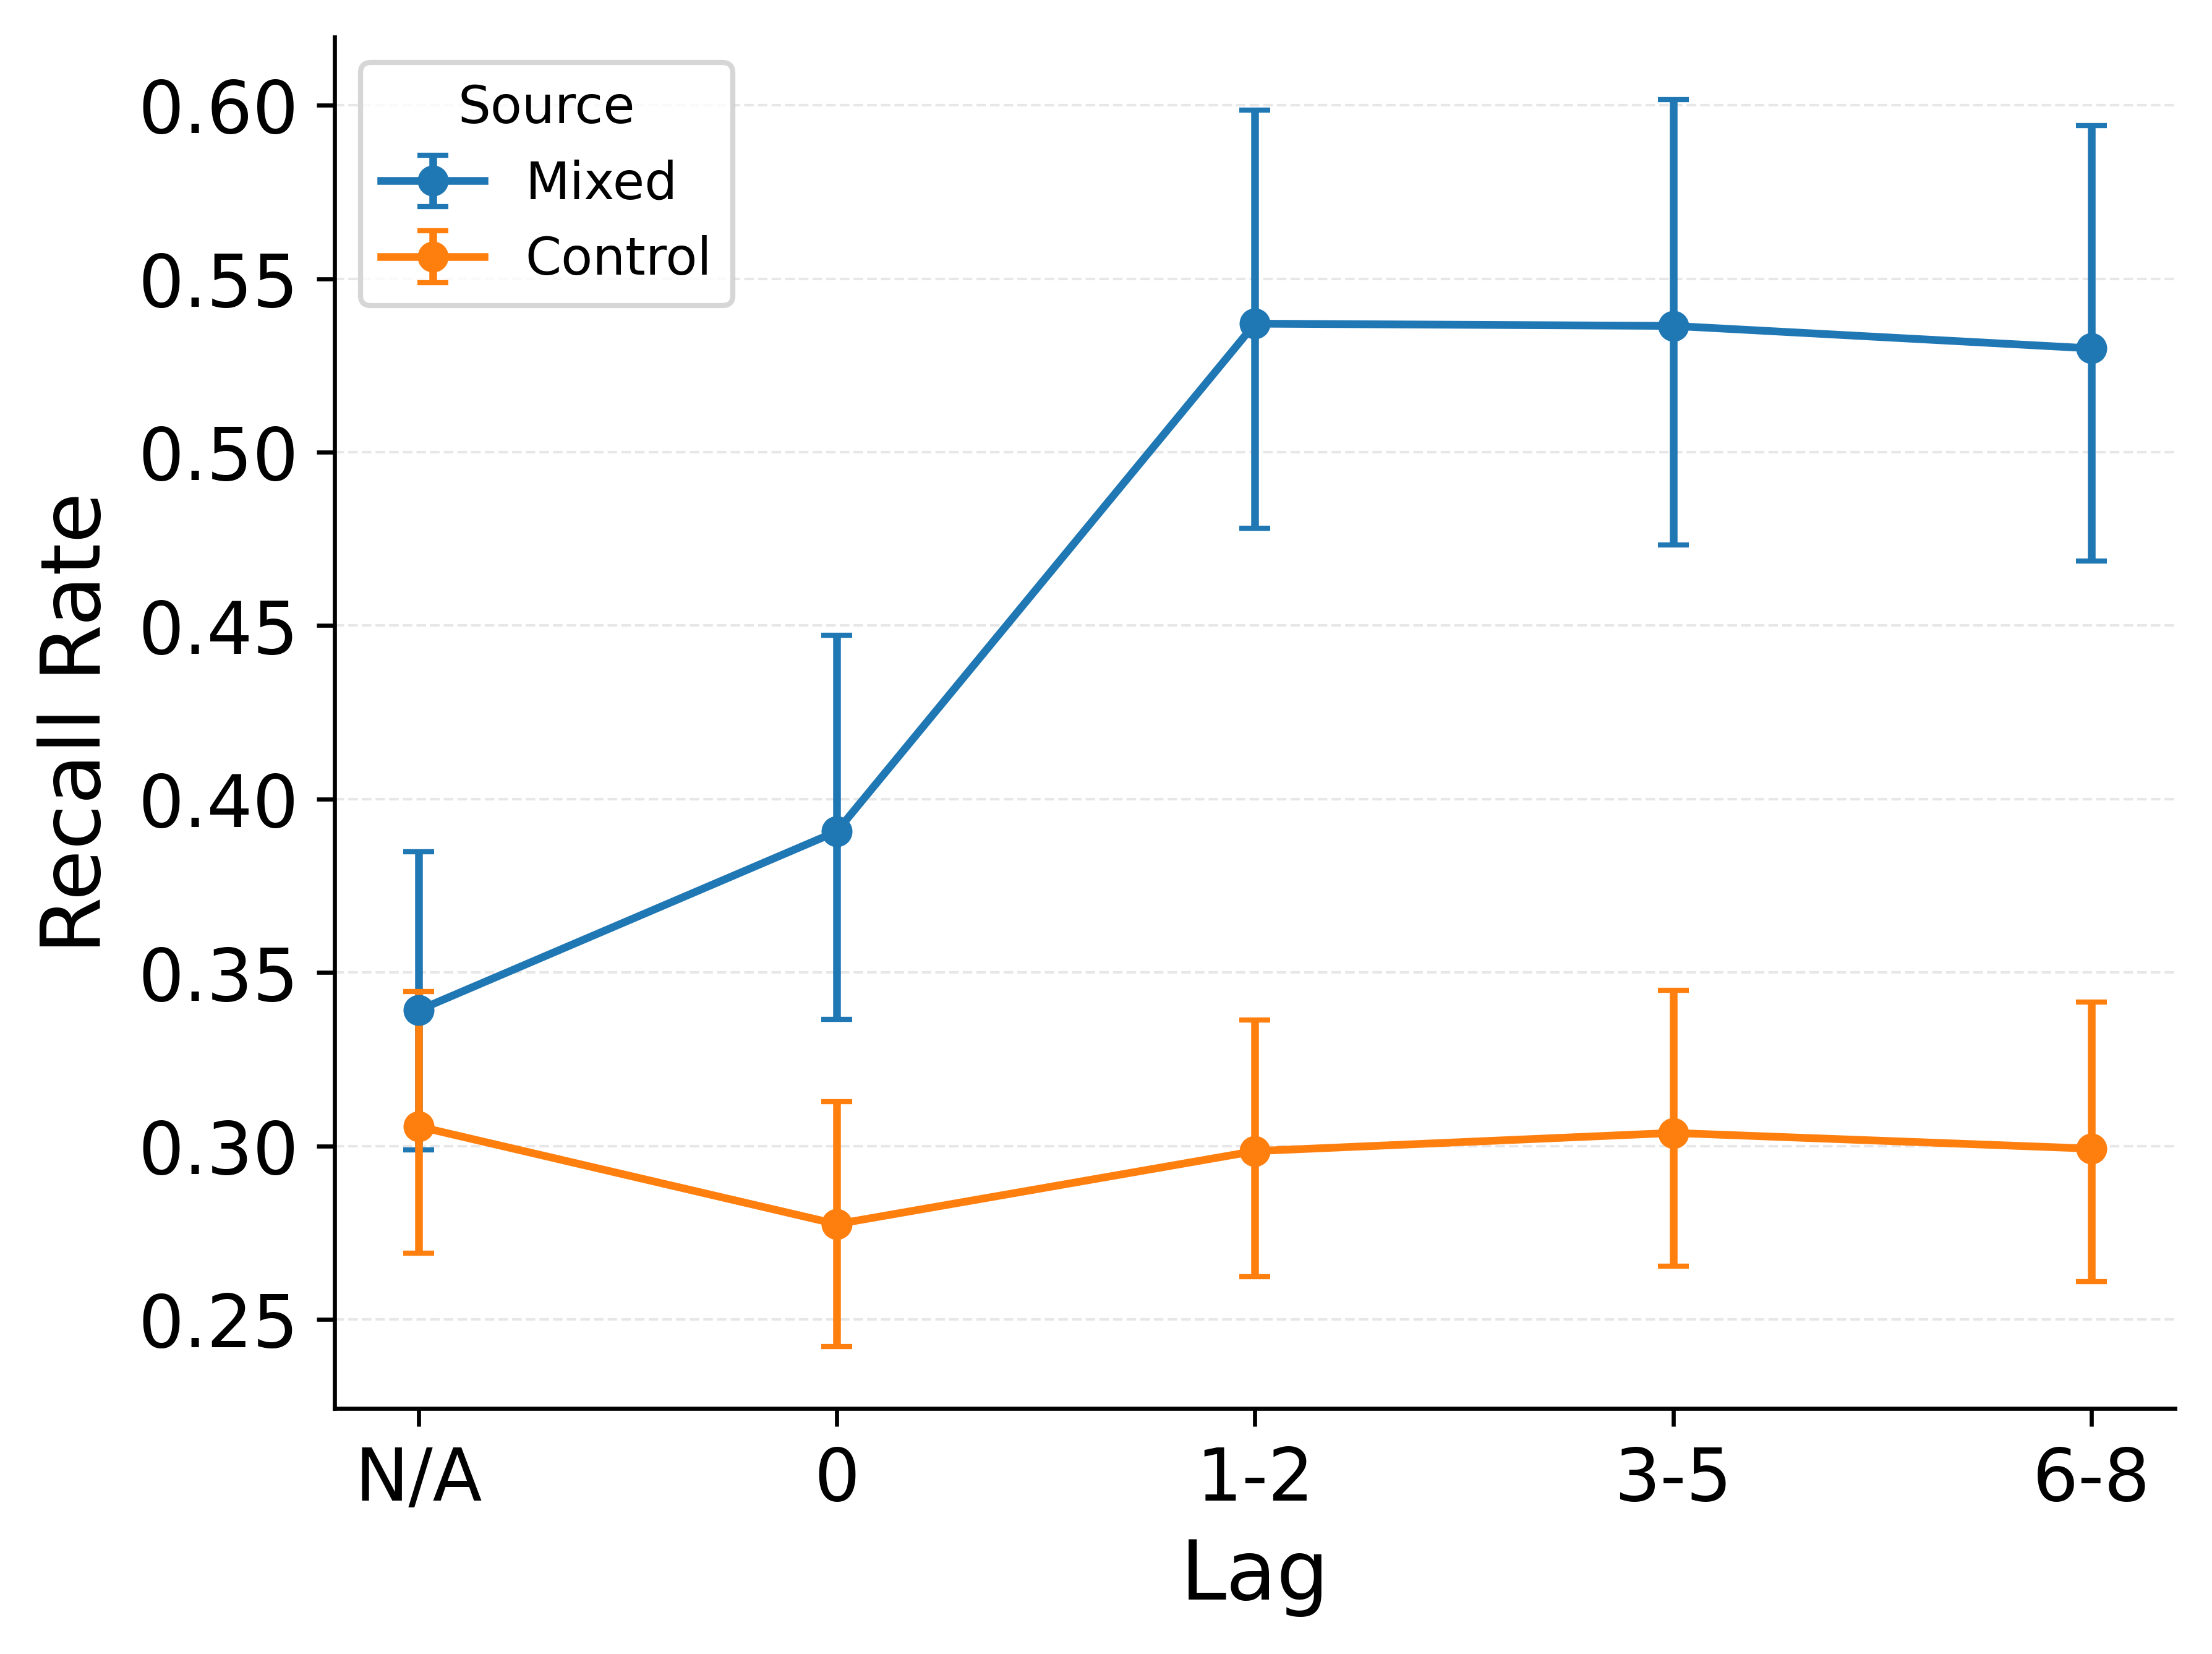 Source
Mixed
Control
Recall Rate
0.60
0.55
0.50
0.45
0.40
0.35
0.30
0.25
N/A 0 1-2 3-5 6-8
Lag